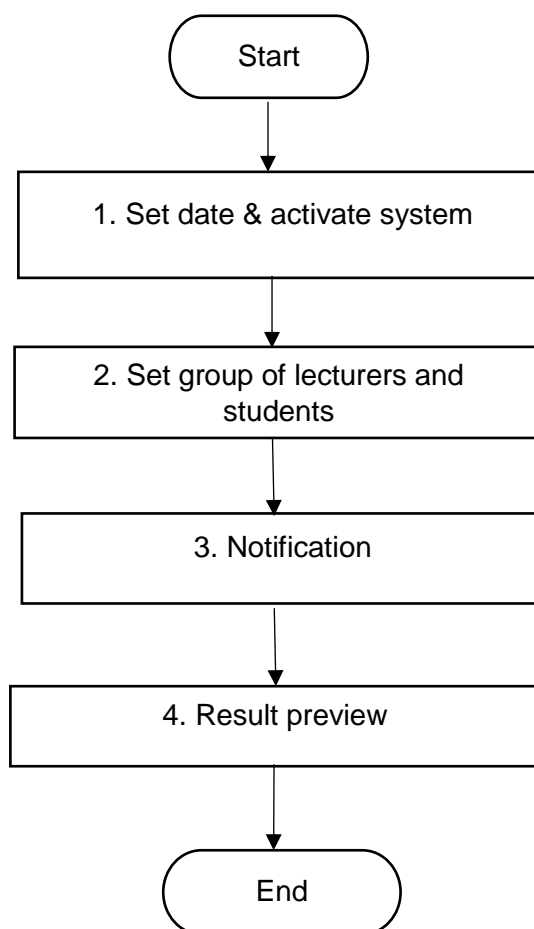 Start
1. Set date & activate system
2. Set group of lecturers and
students
3. Notification
4. Result preview
End